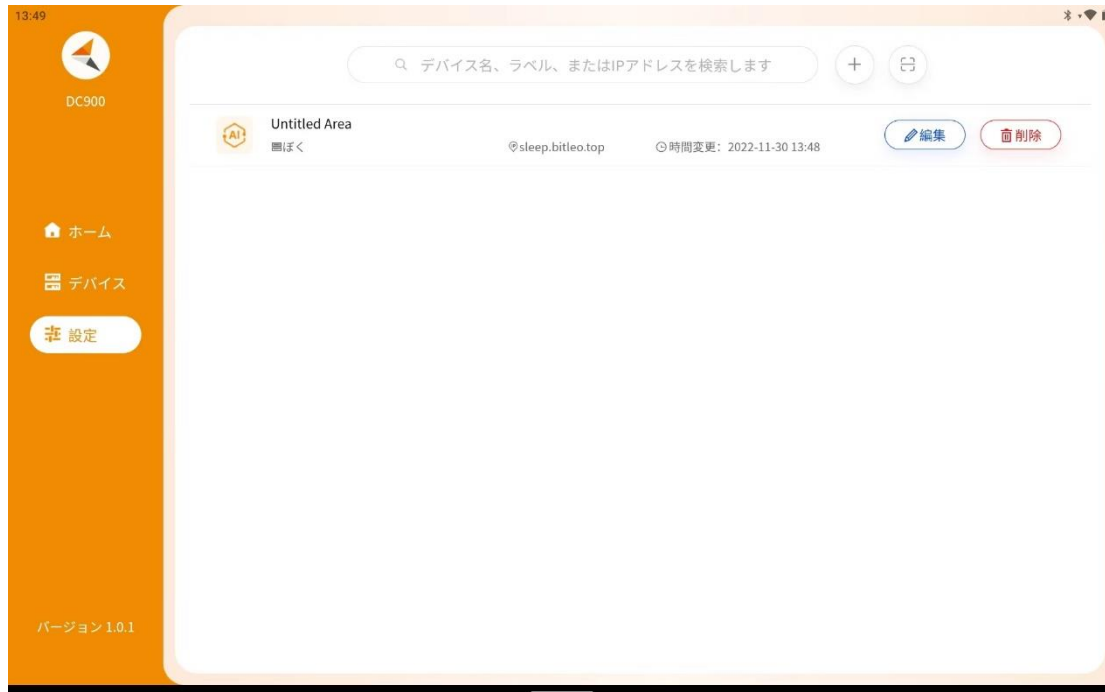 13:49
DC900
ホーム
デバイス
設定
バージョン 1.0.1
デバイス名、ラベル、またはIPアドレスを検索します
AI
Untitled Area
ぼく
sleep.bitleo.top
時間変更: 2022-11-30 13:48
編集
削除